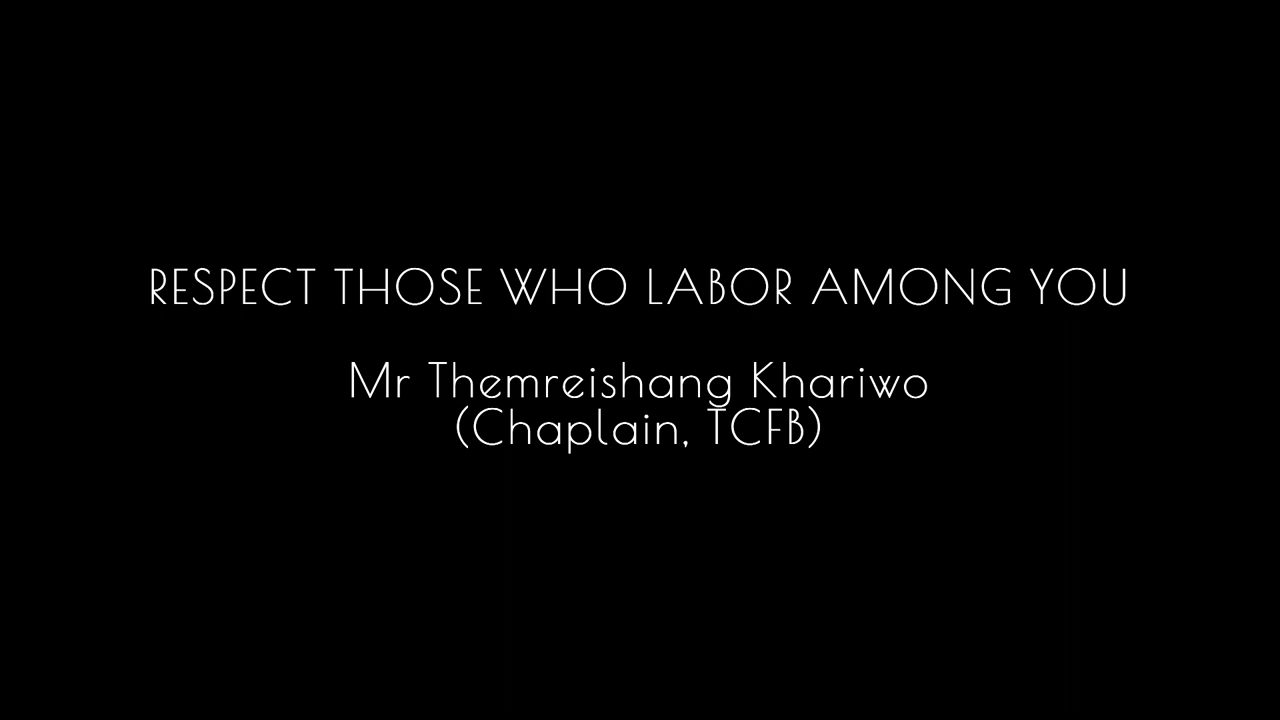 RESPECT THOSE WHO LABOR AMONG YOU
Mr Themreishang Khariwo
(Chaplain, TCFB)